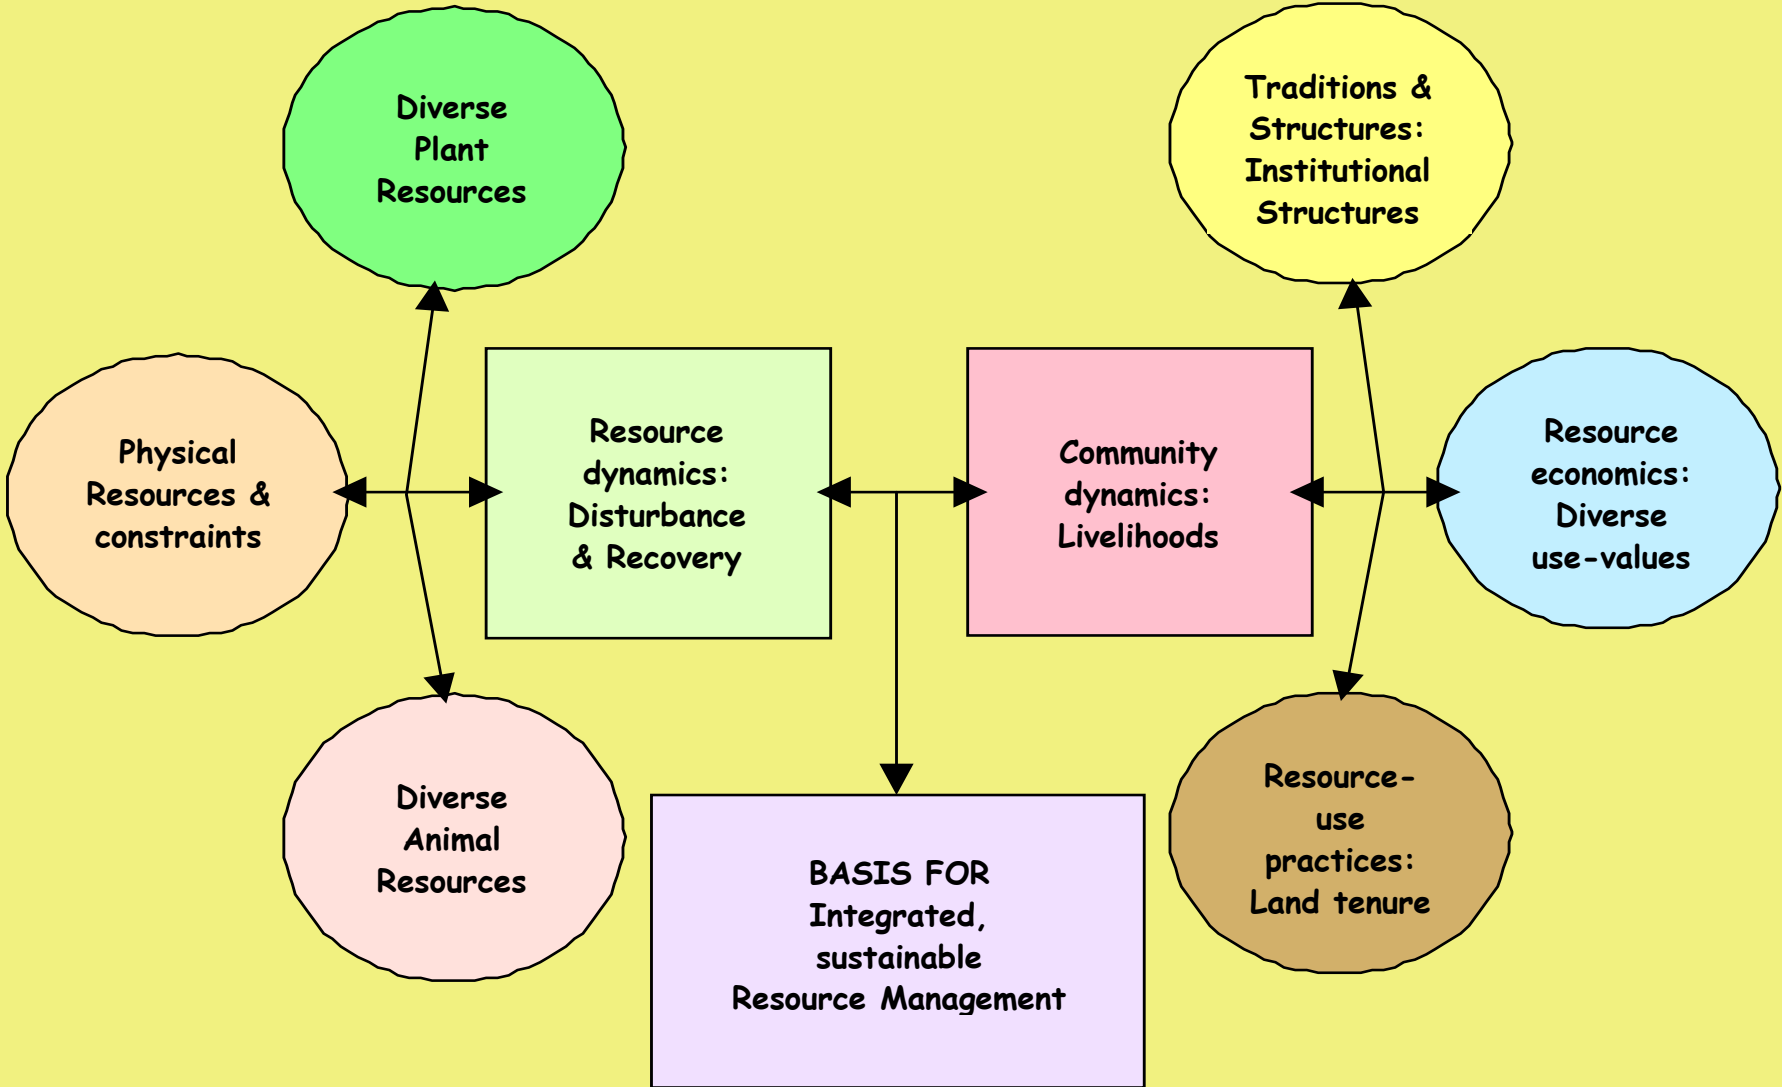 Diverse
Plant
Resources
Traditions &
Structures:
Institutional
Structures
Physical
Resources &
constraints
Resource
dynamics:
Disturbance
& Recovery
Community
dynamics:
Livelihoods
Resource
economics:
Diverse
use-values
Diverse
Animal
Resources
BASIS FOR
Integrated,
sustainable
Resource Management
Resource-
use
practices:
Land tenure